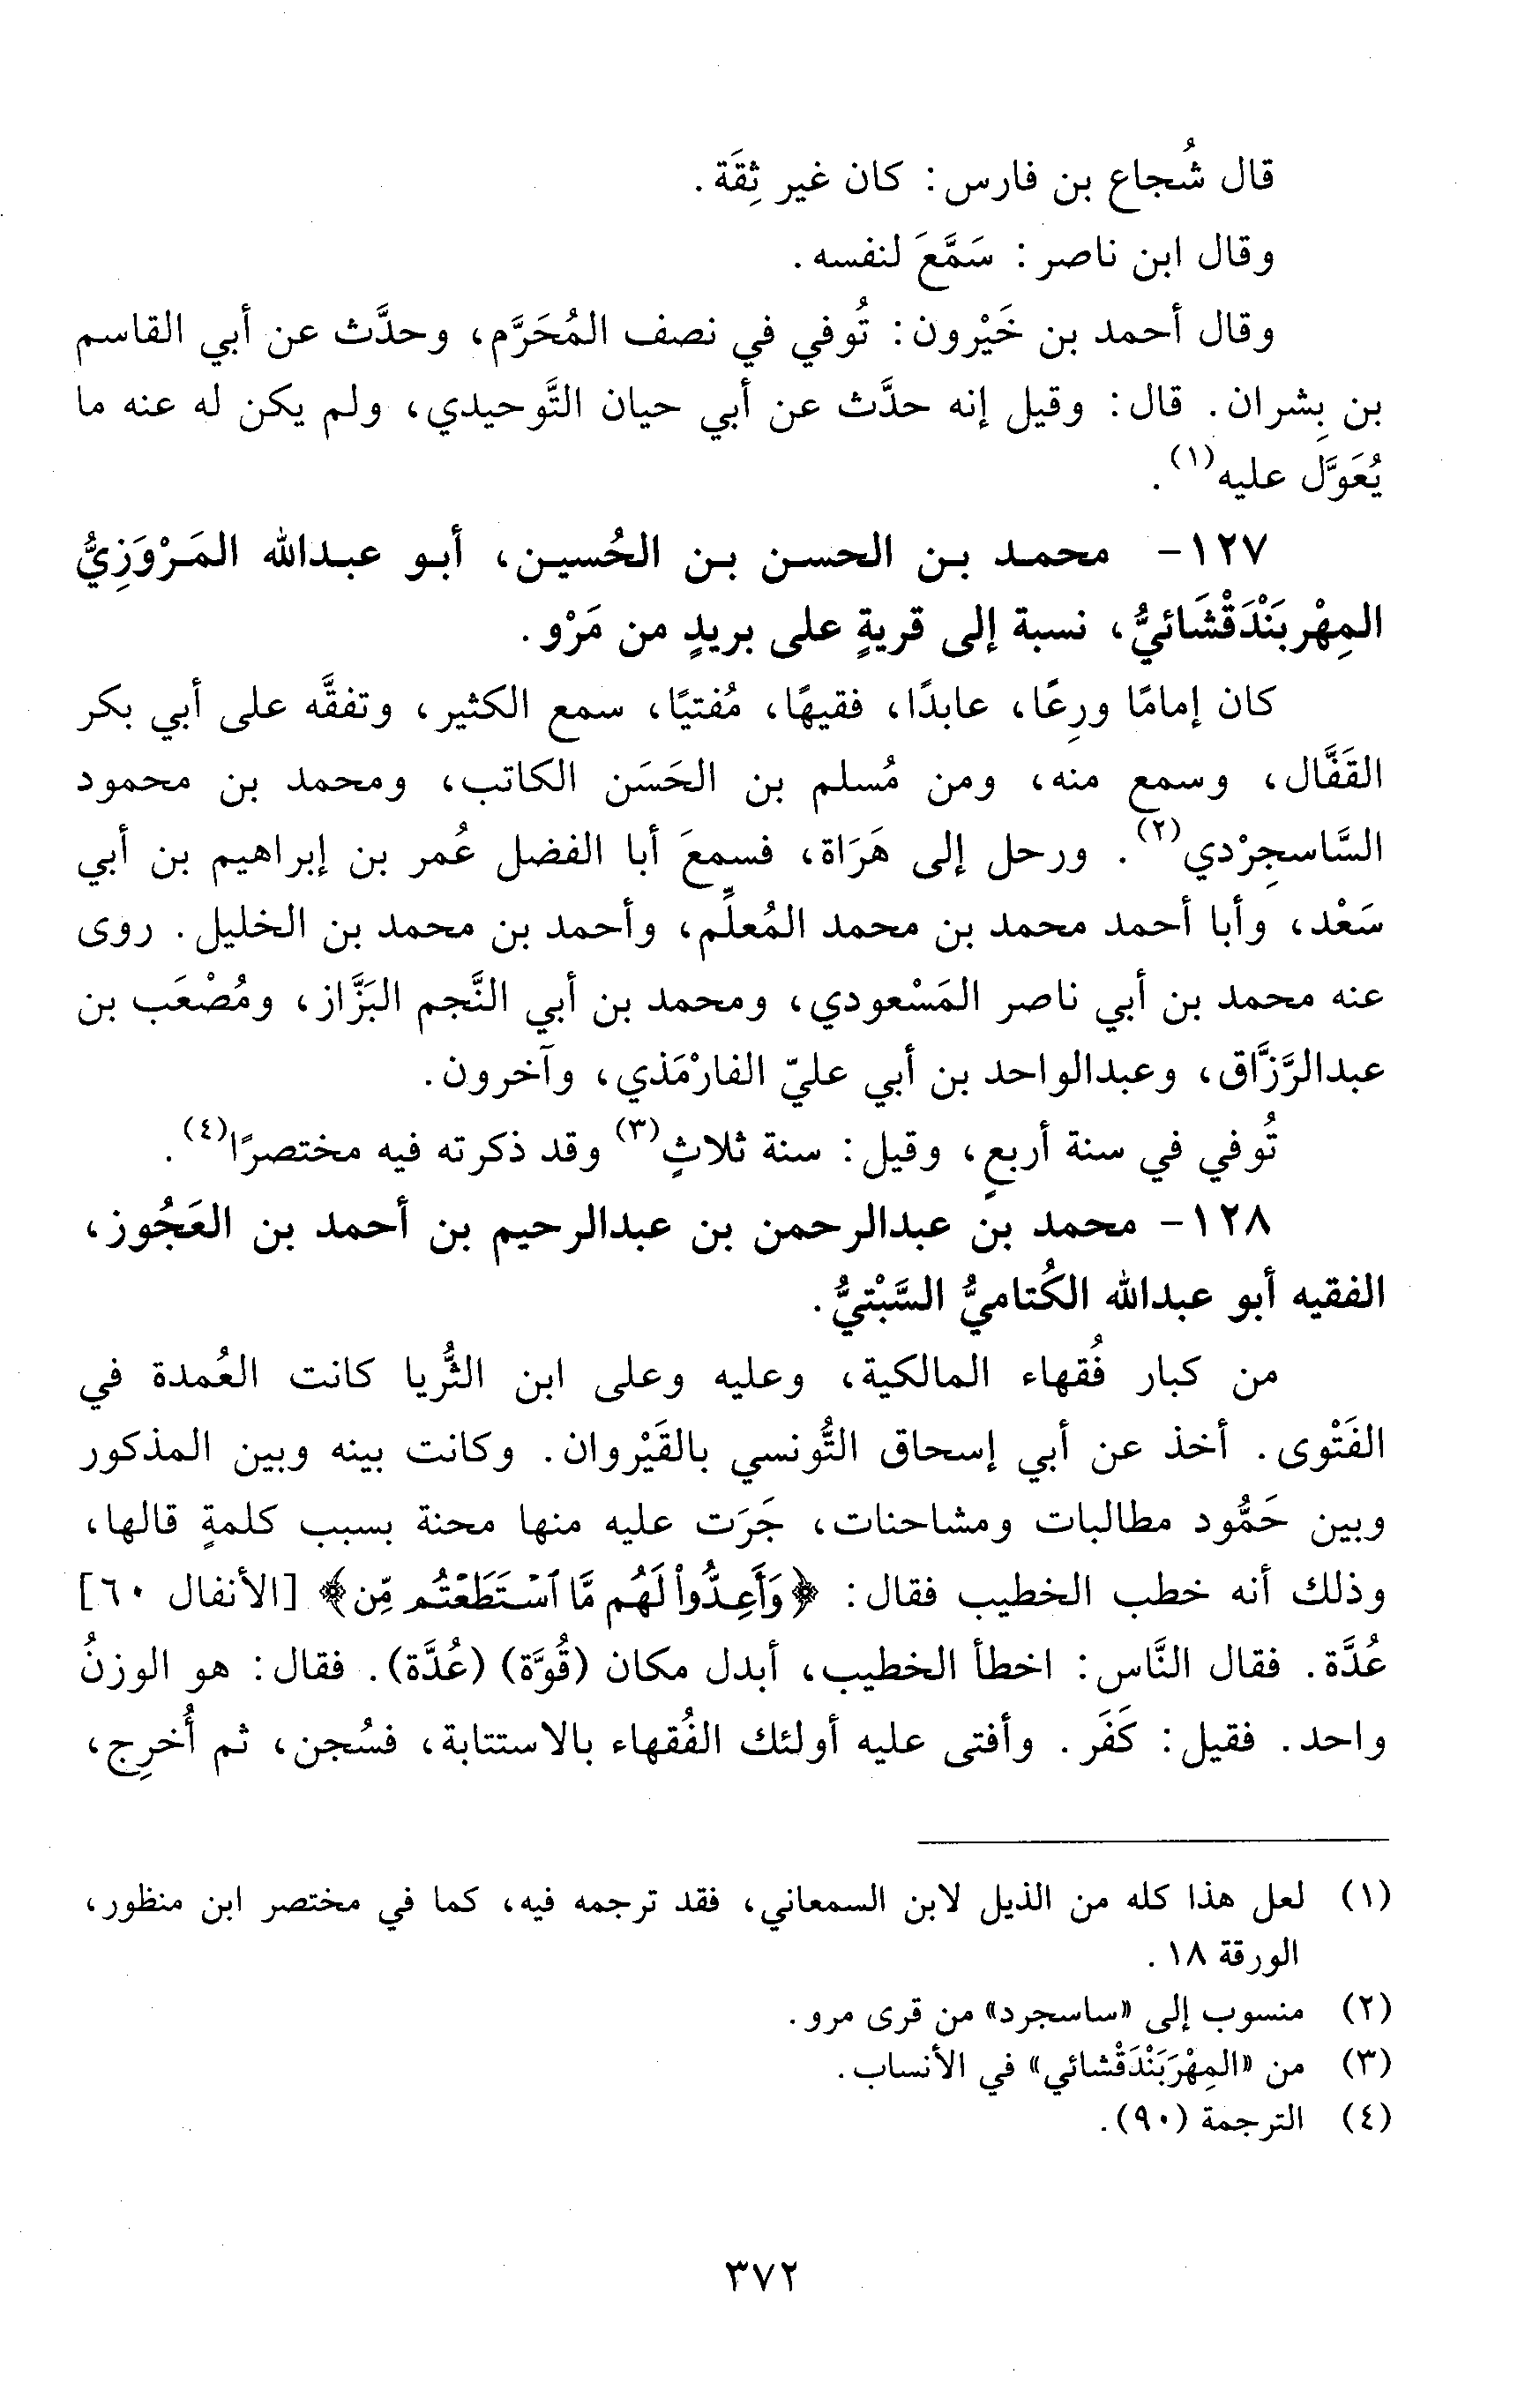 قال شُجاع بن فارس: كان غير ثِقَة.
وقال ابن ناصر: سَمَّعَ لنفسه.
وقال أحمد بن خَيْرون: تُوفي في نصف المُحَرَّم، وحدَّث عن أبي القاسم
بن بِشران. قال: وقيل إنه حدَّث عن أبي حيان التَّوحيدي، ولم يكن له عنه ما
يُعَوَّل عليه(١).
١٢٧- محمد بن الحسن بن الحُسين، أبو عبدالله المَرْوَزِيُّ
المِهْربَنْدَقْشَائيُّ، نسبة إلى قريةٍ على بريدٍ من مَرْو.
كان إمامًا ورِعًا، عابدًا، فقيهًا، مُفتيًا، سمع الكثير، وتفقَّه على أبي بكر
القَفَّال، وسمع منه، ومن مُسلم بن الحَسَن الكاتب، ومحمد بن محمود
السَّاسجِرْدي(٢). ورحل إلى هَرَاة، فسمعَ أبا الفضل عُمر بن إبراهيم بن أبي
سَعْد، وأبا أحمد محمد بن محمد المُعلِّم، وأحمد بن محمد بن الخليل. روى
عنه محمد بن أبي ناصر المَسْعودي، ومحمد بن أبي النَّجم البَزَّاز، ومُصْعَب بن
عبدالرَّزَّاق، وعبدالواحد بن أبي عليّ الفارْمَذي، وآخرون.
تُوفي في سنة أربعٍ، وقيل: سنة ثلاثٍ(٣) وقد ذكرته فيه مختصرًا(٤).
١٢٨- محمد بن عبدالرحمن بن عبدالرحيم بن أحمد بن العَجُوز،
الفقيه أبو عبدالله الكُتاميُّ السَّبْتيُّ.
من كبار فُقهاء المالكية، وعليه وعلى ابن الثُّريا كانت العُمدة في
الفَتْوى. أخذ عن أبي إسحاق التُّونسي بالقَيْروان. وكانت بينه وبين المذكور
وبين حَمُّود مطالبات ومشاحنات، جَرَت عليه منها محنة بسبب كلمةٍ قالها،
وذلك أنه خطب الخطيب فقال: ﴿وَأَعِدُّواْ لَهُم مَّا ٱسْتَطَعْتُم مِّن﴾ [الأنفال ٦٠]
عُدَّة. فقال النَّاس: اخطأ الخطيب، أبدل مكان (قُوَّة) (عُدَّة). فقال: هو الوزنُ
واحد. فقيل: كَفَر. وأفتى عليه أولئك الفُقهاء بالاستتابة، فسُجن، ثم أُخرِج،
(١) لعل هذا كله من الذيل لابن السمعاني، فقد ترجمه فيه، كما في مختصر ابن منظور،
الورقة ١٨.
(٢) منسوب إلى «ساسجرد» من قرى مرو.
(٣) من «المِهْرَبَنْدَقْشائي» في الأنساب.
(٤) الترجمة (٩٠).
٣٧٢